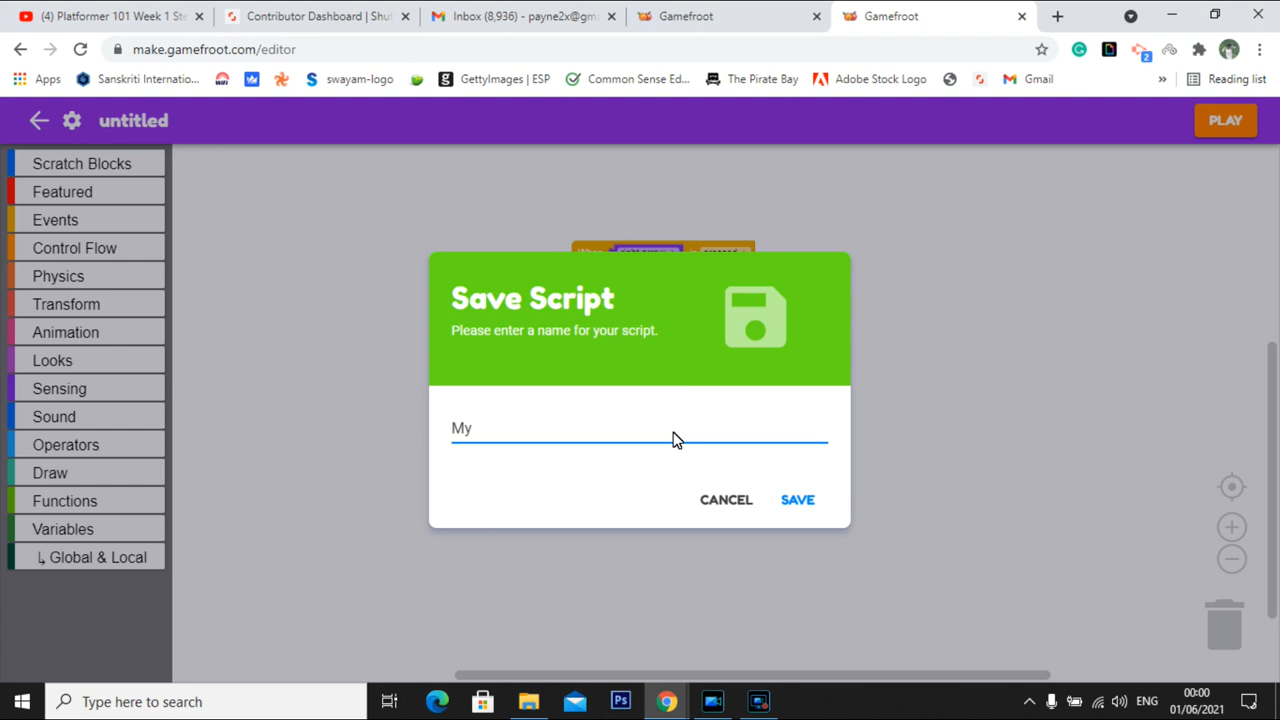 (4) Platformer 101 Week 1 Ste
Contributor Dashboard | Shut
Inbox (8,936) - payne2x@gm
Gamefroot
Gamefroot
make.gamefroot.com/editor
2
Apps
Sanskriti Internatio...
WiFi
swayam-logo
GettyImages | ESP
Common Sense Ed...
The Pirate Bay
Adobe Stock Logo
Gmail
»
Reading list
untitled
PLAY
Scratch Blocks
Featured
Events
Control Flow
Physics
Transform
Animation
Looks
Sensing
Sound
Operators
Draw
Functions
Variables
↳ Global & Local
Save Script
Please enter a name for your script.
My
CANCEL
SAVE
Type here to search
Ps
ENG
00:00
01/06/2021